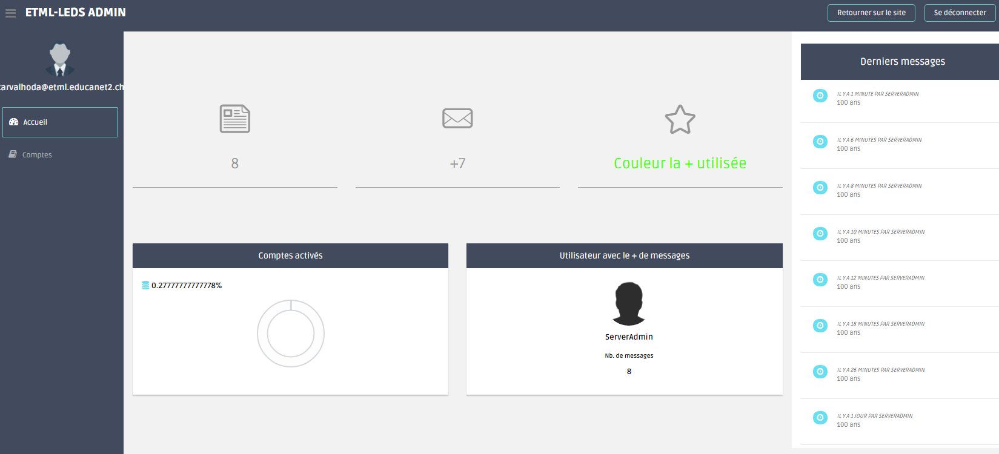 ETML-LEDS ADMIN
Retourner sur le site
Se déconnecter
carvalhoda@etml.educanet2.ch
Accueil
Comptes
8
+7
Couleur la + utilisée
Comptes activés
0.27777777777778%
Utilisateur avec le + de messages
ServerAdmin
Nb. de messages
8
Derniers messages
IL Y A 1 MINUTE PAR SERVERADMIN
100 ans
IL Y A 6 MINUTES PAR SERVERADMIN
100 ans
IL Y A 8 MINUTES PAR SERVERADMIN
100 ans
IL Y A 10 MINUTES PAR SERVERADMIN
100 ans
IL Y A 12 MINUTES PAR SERVERADMIN
100 ans
IL Y A 18 MINUTES PAR SERVERADMIN
100 ans
IL Y A 26 MINUTES PAR SERVERADMIN
100 ans
IL Y A 1 JOUR PAR SERVERADMIN
100 ans